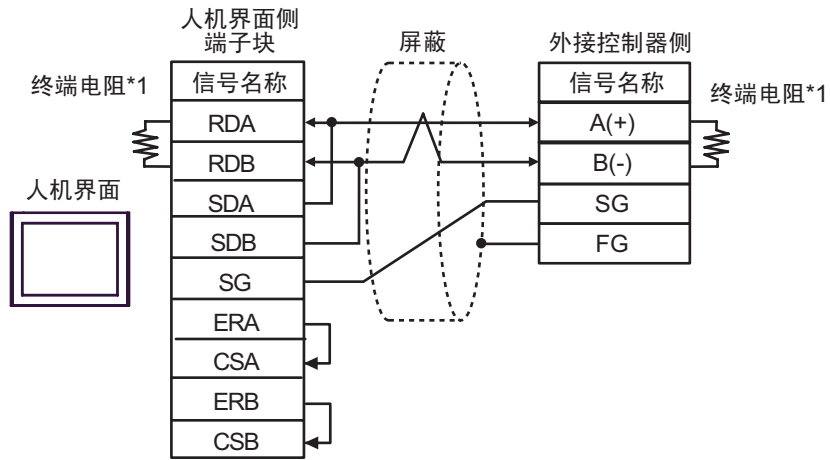 人机界面侧
端子块
屏蔽
外接控制器侧
终端电阻*1
信号名称
信号名称
终端电阻*1
RDA
A(+)
RDB
B(-)
人机界面
SDA
SG
SDB
FG
SG
ERA
CSA
ERB
CSB